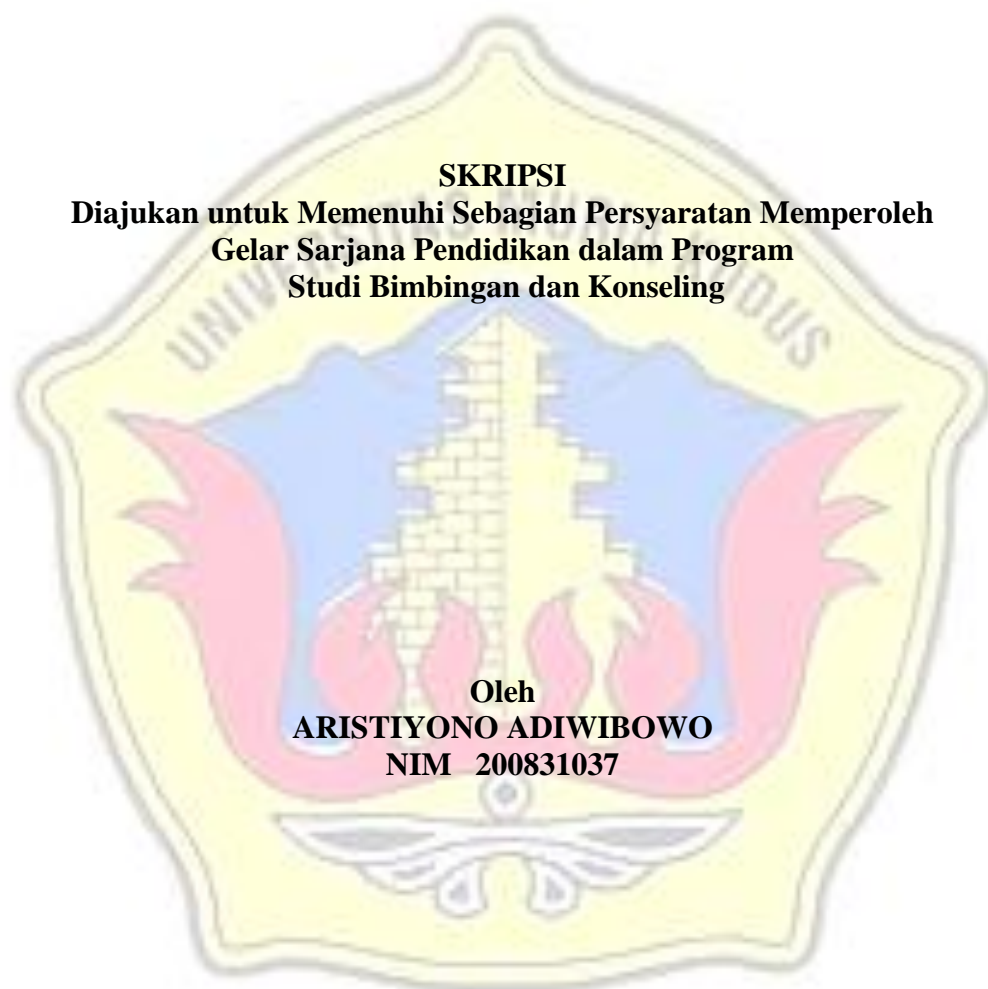 SKRIPSI
Diajukan untuk Memenuhi Sebagian Persyaratan Memperoleh
Gelar Sarjana Pendidikan dalam Program
Studi Bimbingan dan Konseling
Oleh
ARISTIYONO ADIWIBOWO
NIM 200831037